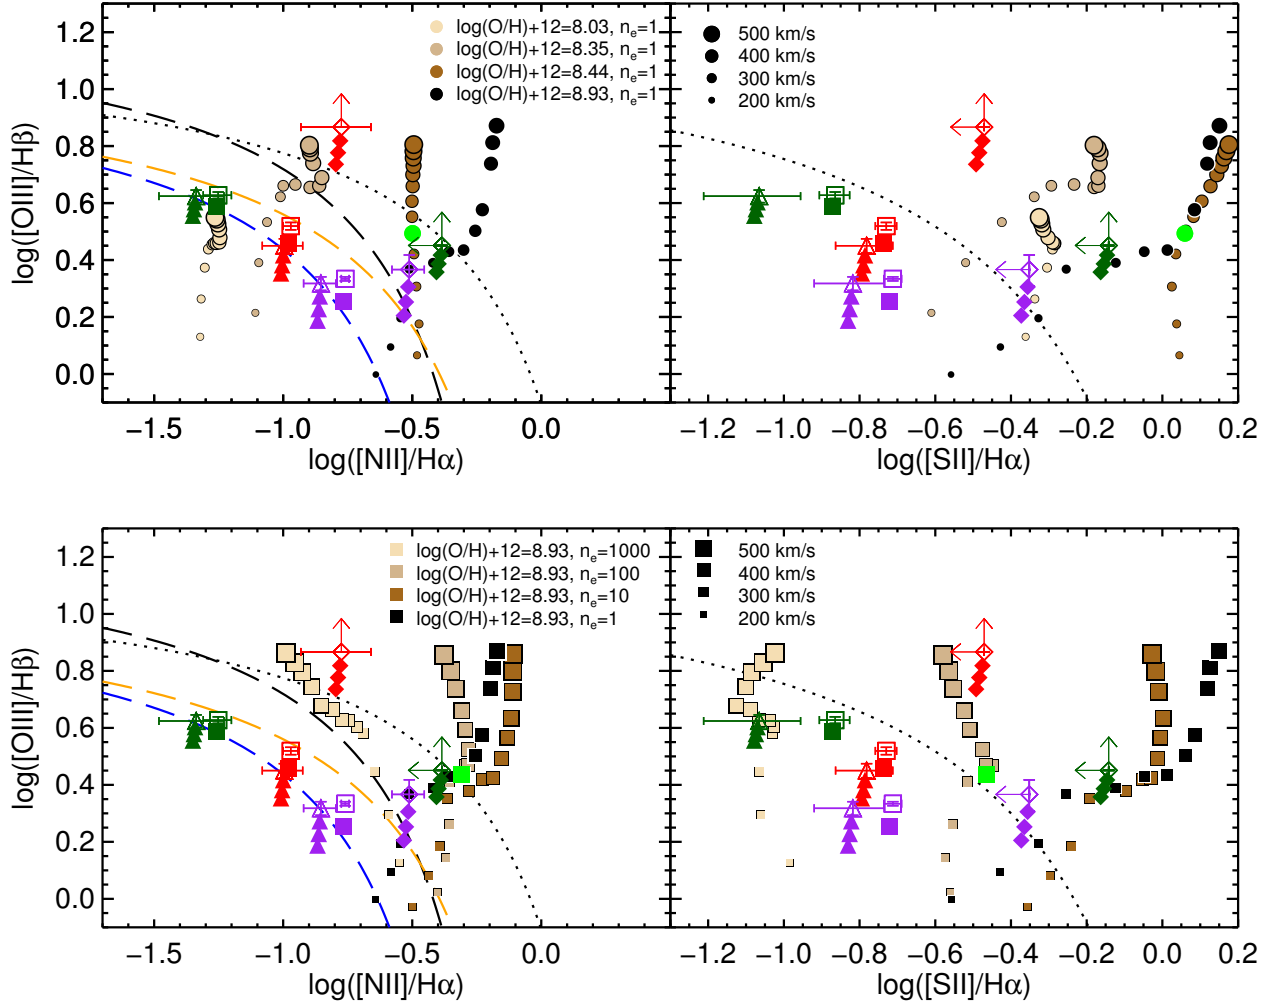 log(O/H)+12=8.03, nₑ=1
log(O/H)+12=8.35, nₑ=1
log(O/H)+12=8.44, nₑ=1
log(O/H)+12=8.93, nₑ=1
500 km/s
400 km/s
300 km/s
200 km/s
1.2
1.0
0.8
0.6
0.4
0.2
0.0
log([OIII]/Hβ)
−1.5 −1.0 −0.5 0.0
log([NII]/Hα)
−1.2 −1.0 −0.8 −0.6 −0.4 −0.2 0.0 0.2
log([SII]/Hα)
log(O/H)+12=8.93, nₑ=1000
log(O/H)+12=8.93, nₑ=100
log(O/H)+12=8.93, nₑ=10
log(O/H)+12=8.93, nₑ=1
500 km/s
400 km/s
300 km/s
200 km/s
1.2
1.0
0.8
0.6
0.4
0.2
0.0
log([OIII]/Hβ)
−1.5 −1.0 −0.5 0.0
log([NII]/Hα)
−1.2 −1.0 −0.8 −0.6 −0.4 −0.2 0.0 0.2
log([SII]/Hα)